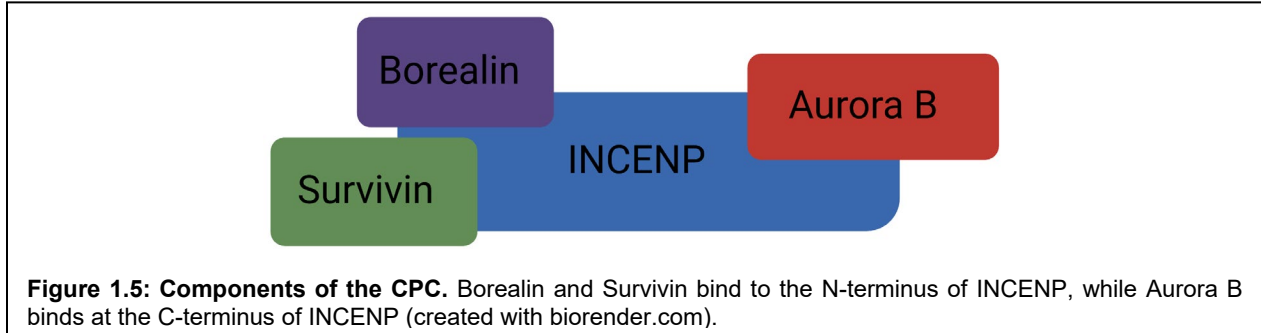 Borealin
Aurora B
INCENP
Survivin
Figure 1.5: Components of the CPC. Borealin and Survivin bind to the N-terminus of INCENP, while Aurora B
binds at the C-terminus of INCENP (created with biorender.com).